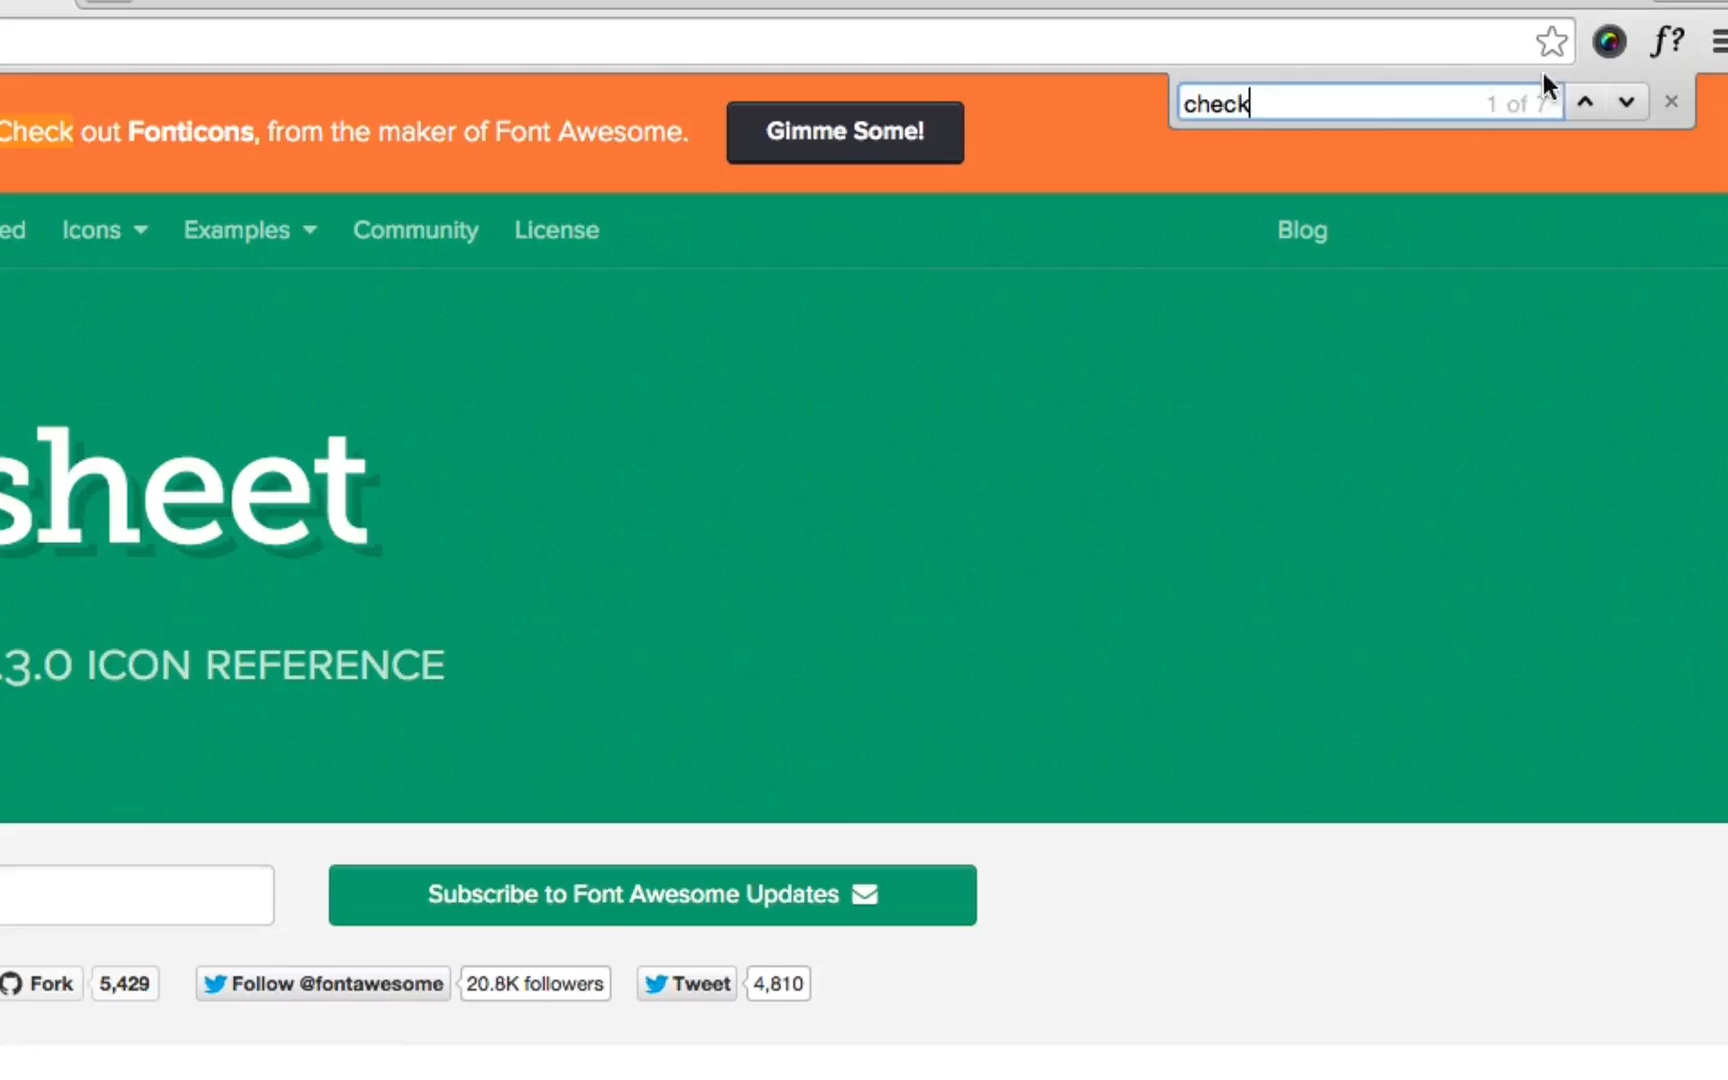 f?
check 1 of 7
Check out Fonticons, from the maker of Font Awesome. Gimme Some!
ed Icons Examples Community License Blog
sheet
.3.0 ICON REFERENCE
Subscribe to Font Awesome Updates
Fork 5,429 Follow @fontawesome 20.8K followers Tweet 4,810